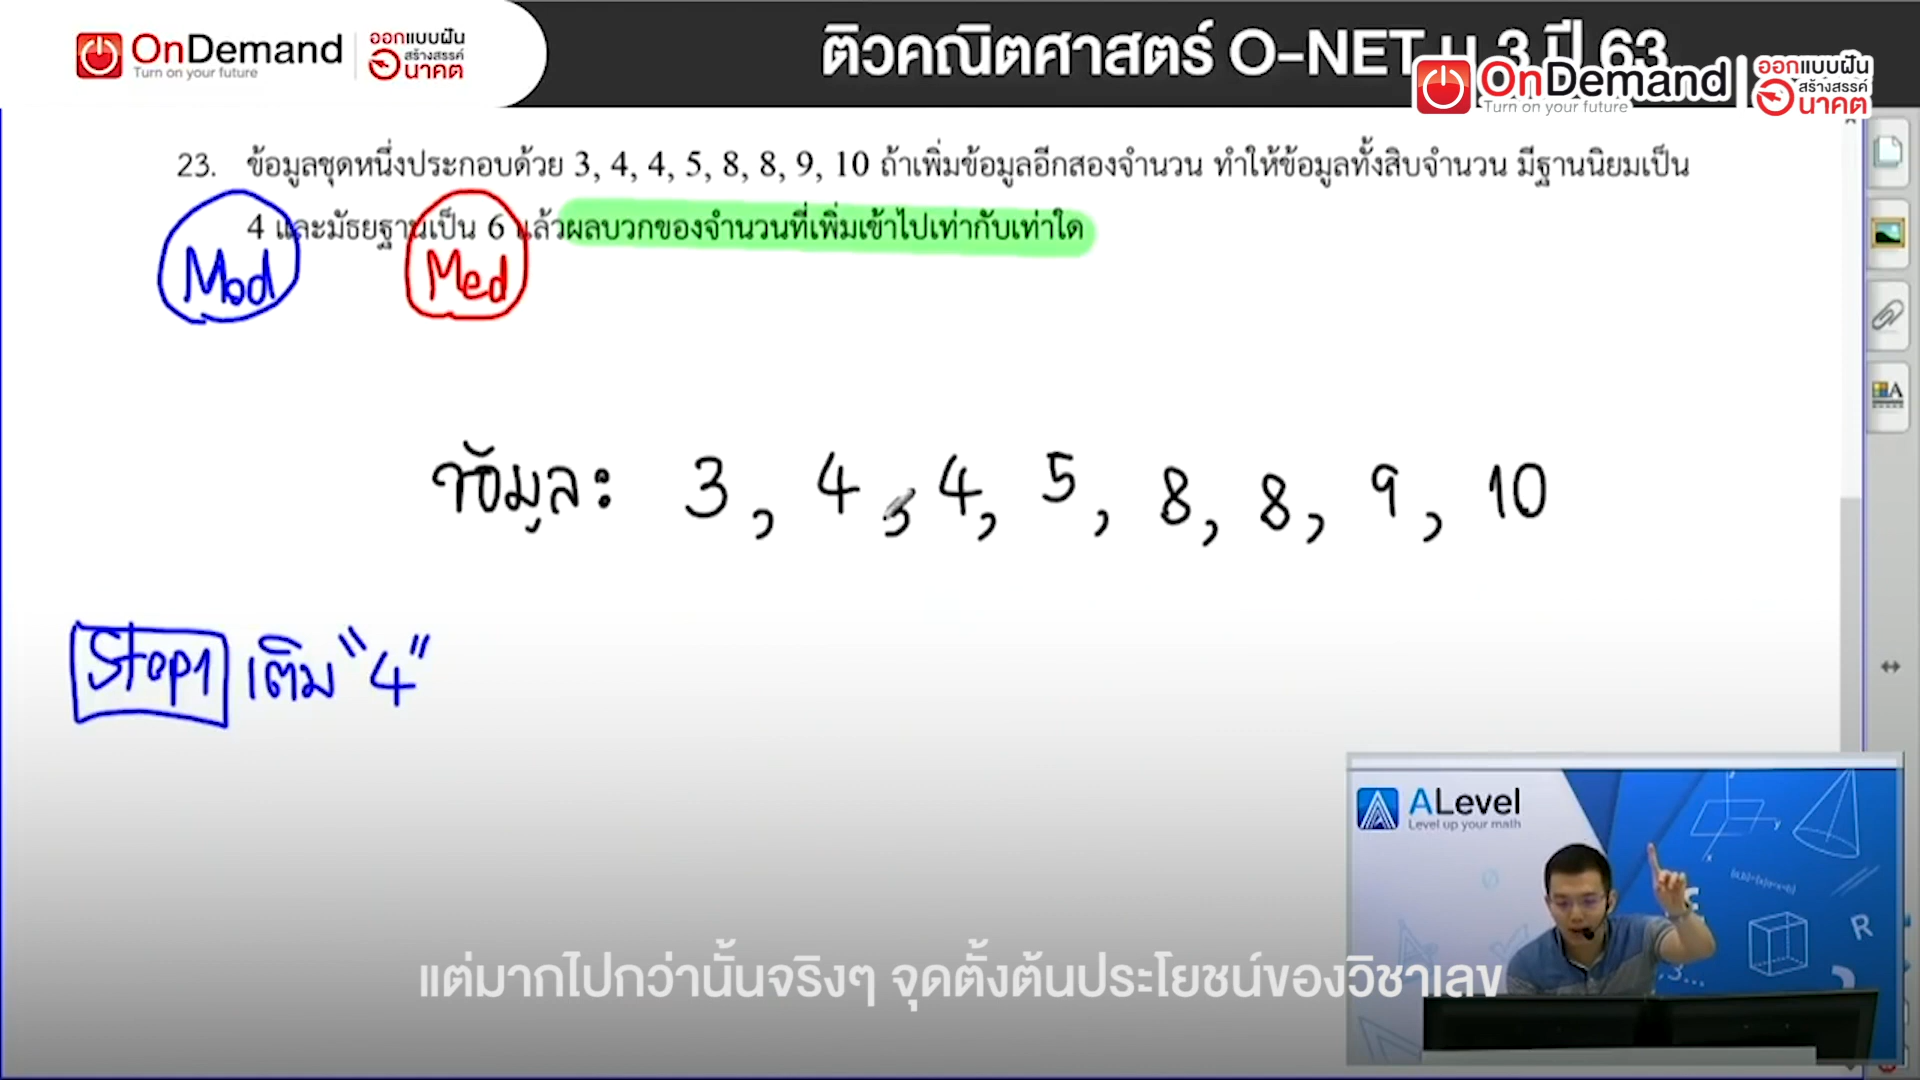 OnDemand
Turn on your future
ออกแบบฝัน
สร้างสรรค์
อนาคต
ติวคณิตศาสตร์ O-NET ม.3 ปี 63
OnDemand
Turn on your future
ออกแบบฝัน
สร้างสรรค์
อนาคต
23. ข้อมูลชุดหนึ่งประกอบด้วย 3, 4, 4, 5, 8, 8, 9, 10 ถ้าเพิ่มข้อมูลอีกสองจำนวน ทำให้ข้อมูลทั้งสิบจำนวน มีฐานนิยมเป็น
4 และมัธยฐานเป็น 6 แล้วผลบวกของจำนวนที่เพิ่มเข้าไปเท่ากับเท่าใด
Mod
Med
ข้อมูล: 3, 4, 4, 5, 8, 8, 9, 10
Step1 เติม "4"
ALevel
Level up your math
R
แต่มากไปกว่านั้นจริงๆ จุดตั้งต้นประโยชน์ของวิชาเลข